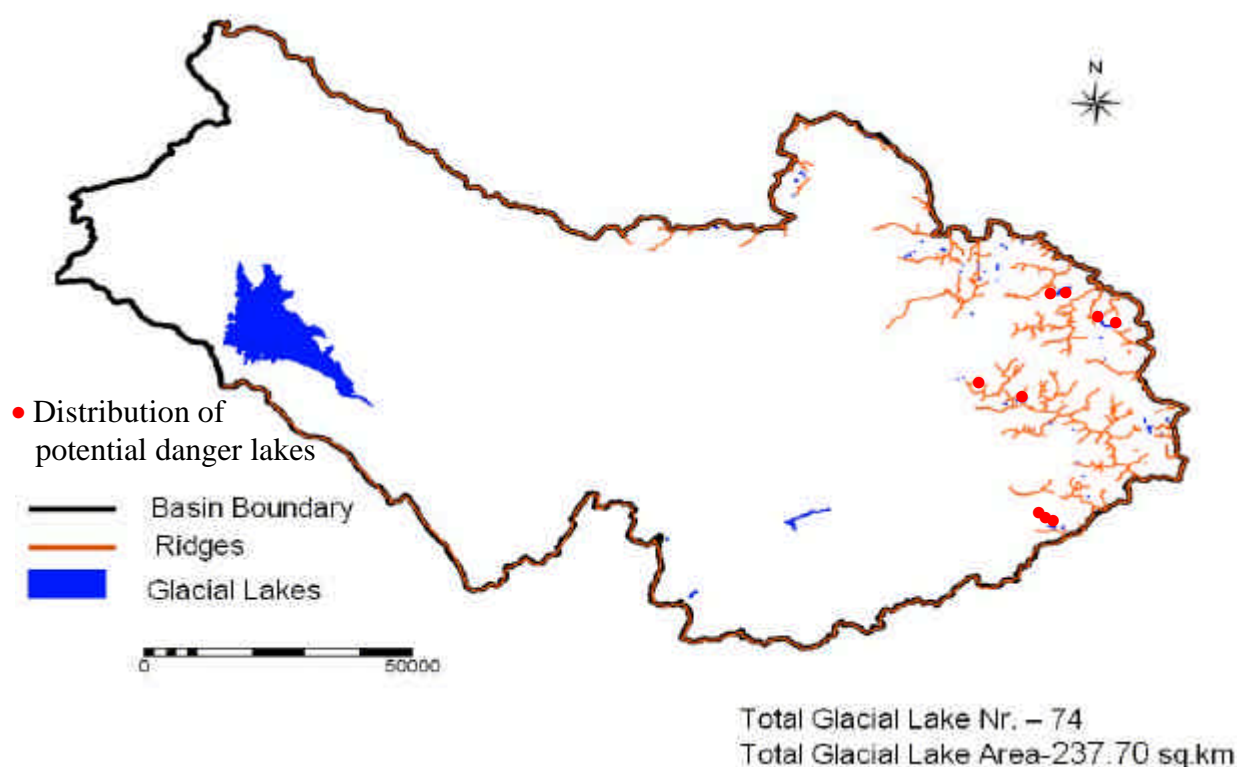 N
Distribution of
potential danger lakes
Basin Boundary
Ridges
Glacial Lakes
0 50000
Total Glacial Lake Nr. – 74
Total Glacial Lake Area-237.70 sq.km